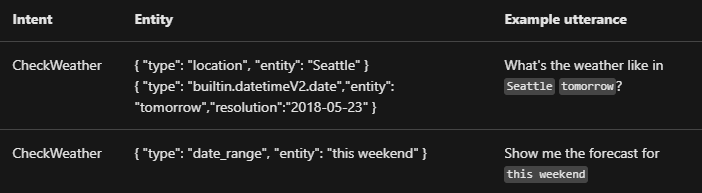 Intent Entity Example utterance
CheckWeather { "type": "location", "entity": "Seattle" } What's the weather like in
{ "type": "builtin.datetimeV2.date","entity": Seattle tomorrow?
"tomorrow","resolution":"2018-05-23" }
CheckWeather { "type": "date_range", "entity": "this weekend" } Show me the forecast for
this weekend